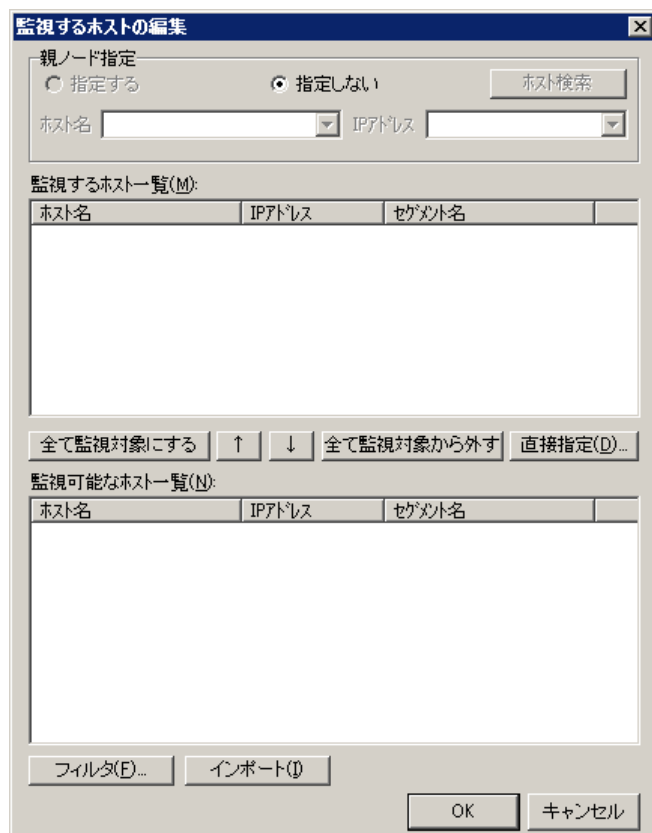 監視するホストの編集
親ノード指定
指定する 指定しない ホスト検索
ホスト名 IPアドレス
監視するホスト一覧(M):
ホスト名 IPアドレス セグメント名
全て監視対象にする ↑ ↓ 全て監視対象から外す 直接指定(D)...
監視可能なホスト一覧(N):
ホスト名 IPアドレス セグメント名
フィルタ(F)... インポート(I)
OK キャンセル